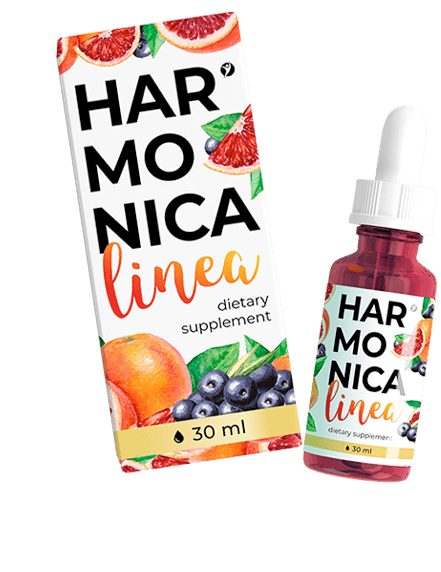 HAR
MO
NICA
linea
dietary
supplement
30 ml
HAR
MO
NICA
linea
dietary supplement
30 ml